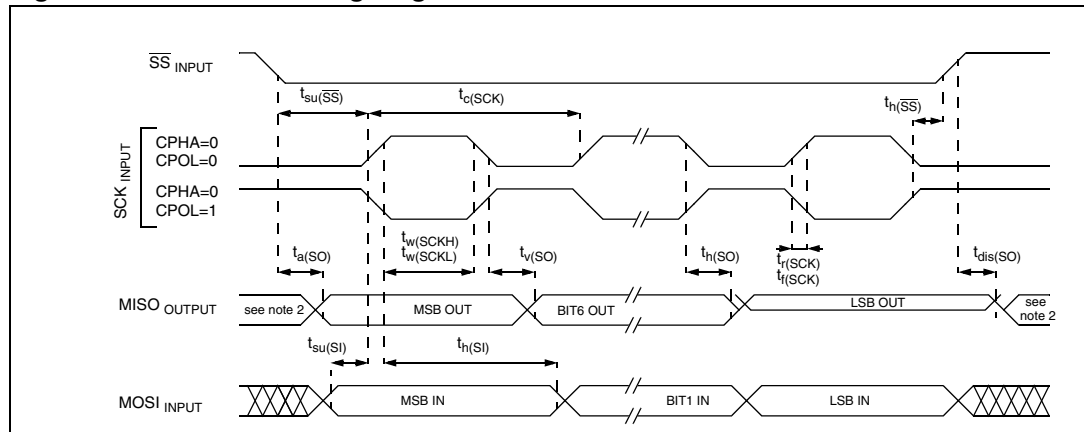 SS INPUT
tsu(SS)
tc(SCK)
th(SS)
SCK INPUT
CPHA=0
CPOL=0
CPHA=0
CPOL=1
ta(SO)
tw(SCKH)
tw(SCKL)
tv(SO)
th(SO)
tr(SCK)
tf(SCK)
tdis(SO)
MISO OUTPUT
see note 2
MSB OUT
BIT6 OUT
LSB OUT
see
note 2
tsu(SI)
th(SI)
MOSI INPUT
MSB IN
BIT1 IN
LSB IN